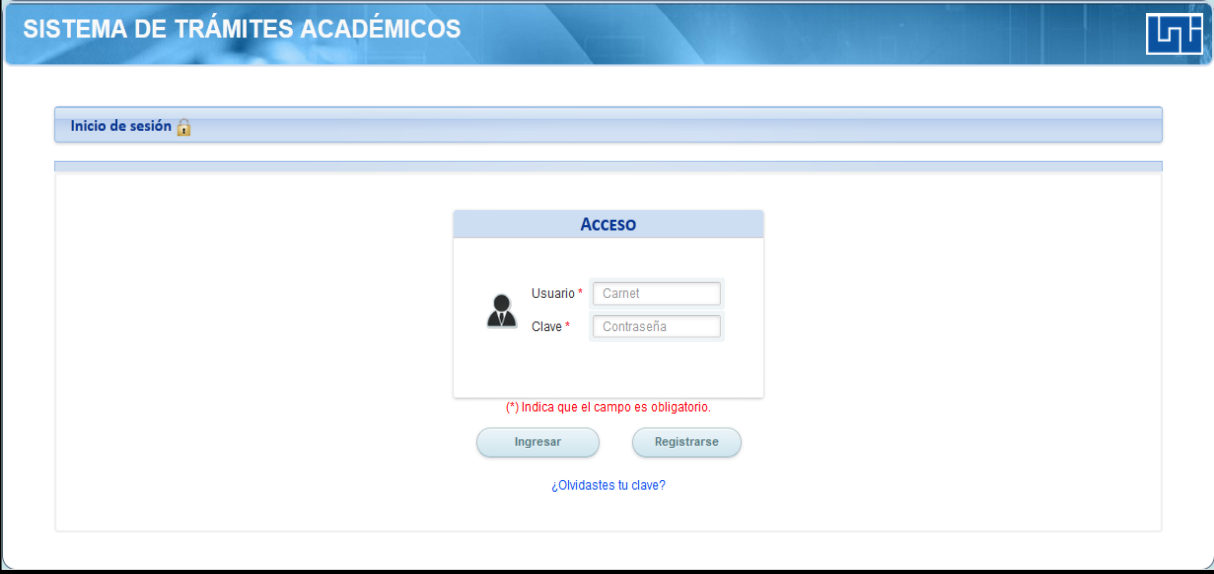 SISTEMA DE TRÁMITES ACADÉMICOS
Inicio de sesión
ACCESO
Usuario * Carnet
Clave * Contraseña
(*) Indica que el campo es obligatorio.
Ingresar Registrarse
¿Olvidastes tu clave?